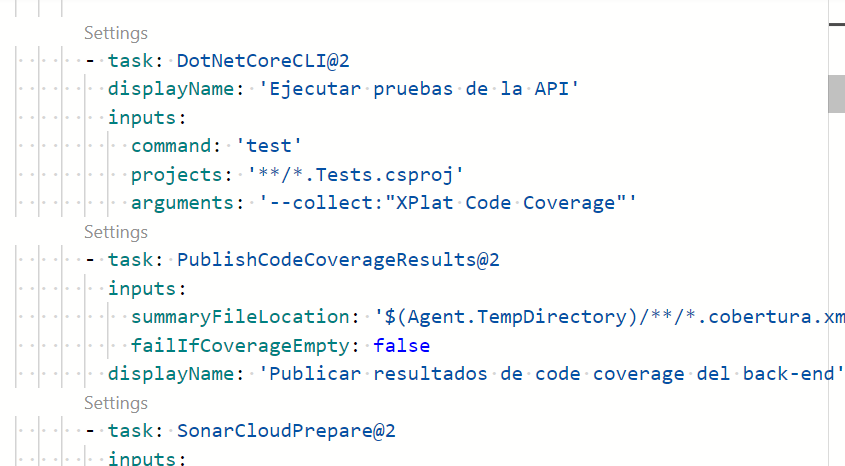 Settings
- task: DotNetCoreCLI@2
displayName: 'Ejecutar pruebas de la API'
inputs:
command: 'test'
projects: '**/*.Tests.csproj'
arguments: '--collect:"XPlat Code Coverage"'
Settings
- task: PublishCodeCoverageResults@2
inputs:
summaryFileLocation: '$(Agent.TempDirectory)/**/*.cobertura.xm
failIfCoverageEmpty: false
displayName: 'Publicar resultados de code coverage del back-end'
Settings
- task: SonarCloudPrepare@2
inputs: